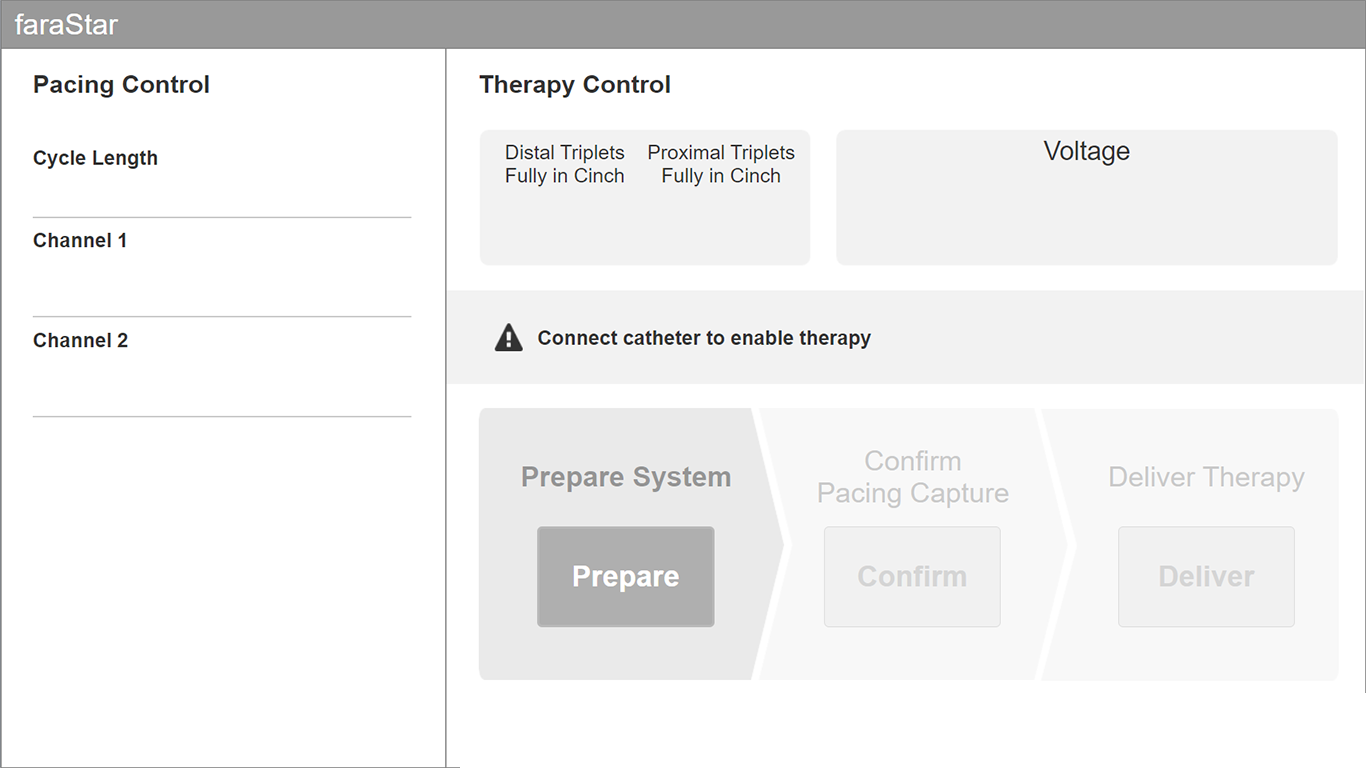 faraStar
Pacing Control
Cycle Length
Channel 1
Channel 2
Therapy Control
Distal Triplets
Fully in Cinch
Proximal Triplets
Fully in Cinch
Voltage
Connect catheter to enable therapy
Prepare System
Prepare
Confirm
Pacing Capture
Confirm
Deliver Therapy
Deliver